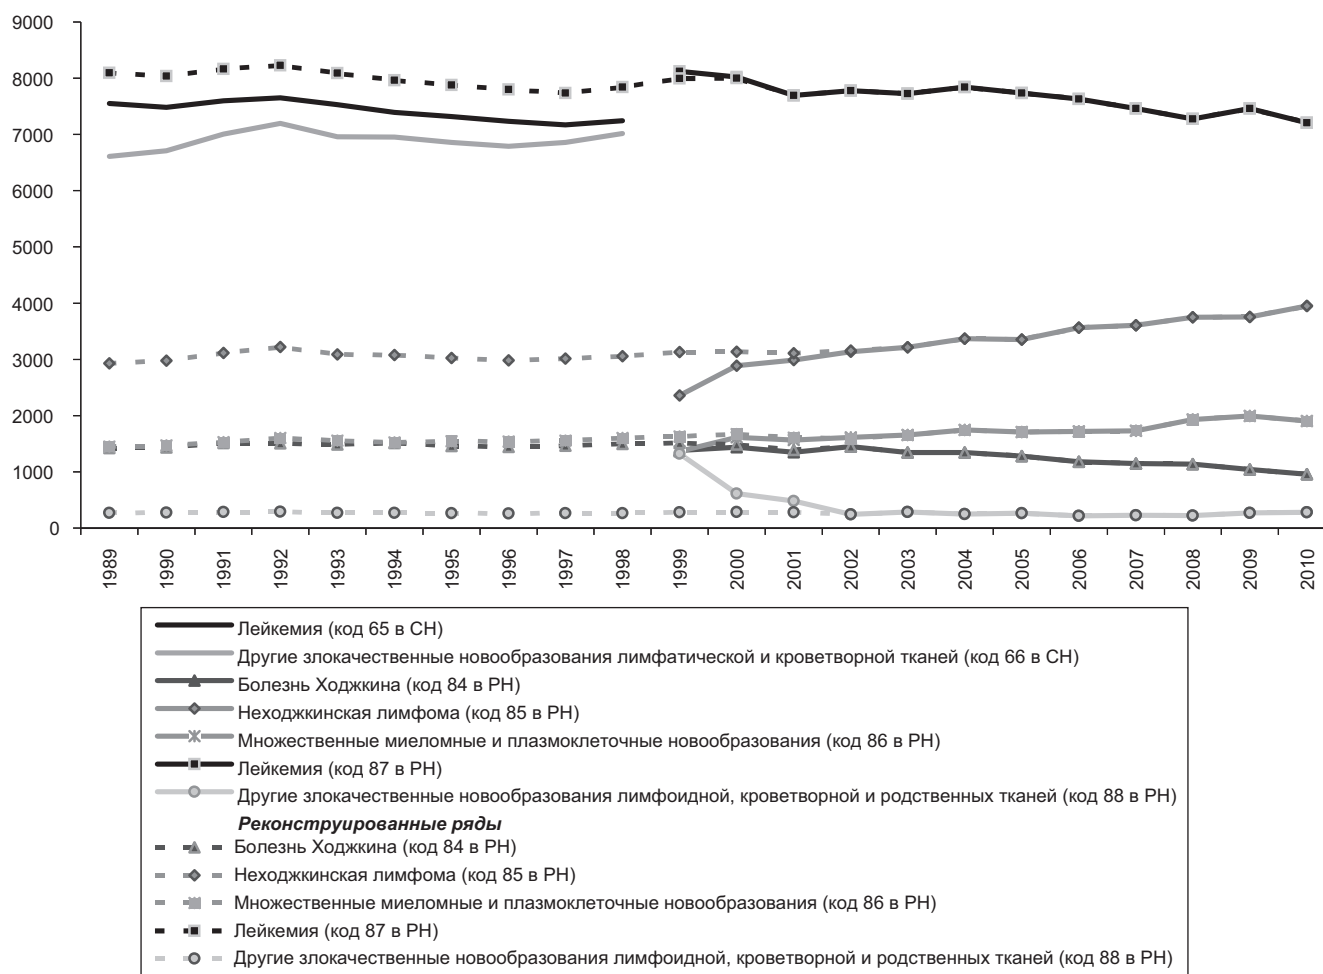 9000
8000
7000
6000
5000
4000
3000
2000
1000
0
1989
1990
1991
1992
1993
1994
1995
1996
1997
1998
1999
2000
2001
2002
2003
2004
2005
2006
2007
2008
2009
2010
Лейкемия (код 65 в СН)
Другие злокачественные новообразования лимфатической и кроветворной тканей (код 66 в СН)
Болезнь Ходжкина (код 84 в РН)
Неходжкинская лимфома (код 85 в РН)
Множественные миеломные и плазмоклеточные новообразования (код 86 в РН)
Лейкемия (код 87 в РН)
Другие злокачественные новообразования лимфоидной, кроветворной и родственных тканей (код 88 в РН)
Реконструированные ряды
Болезнь Ходжкина (код 84 в РН)
Неходжкинская лимфома (код 85 в РН)
Множественные миеломные и плазмоклеточные новообразования (код 86 в РН)
Лейкемия (код 87 в РН)
Другие злокачественные новообразования лимфоидной, кроветворной и родственных тканей (код 88 в РН)